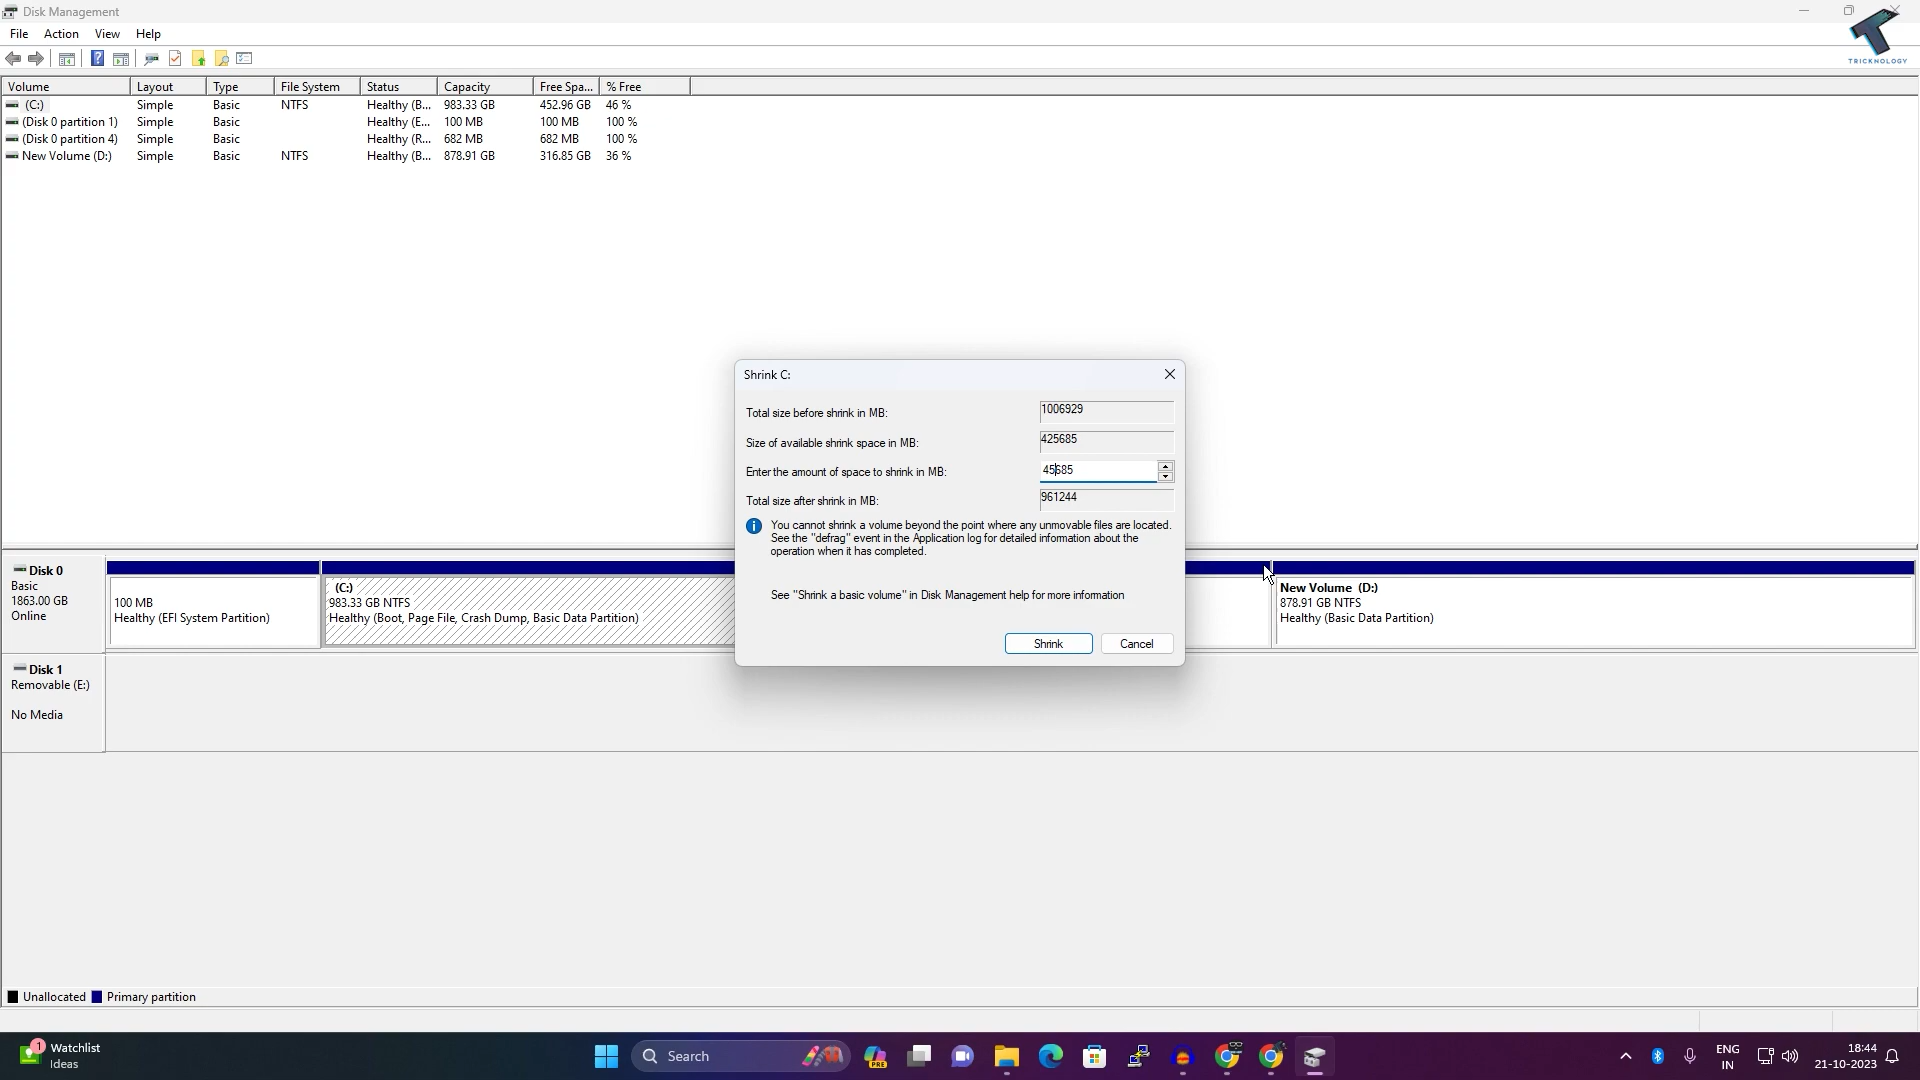 Disk Management
TRICKNOLOGY
File Action View Help
Volume Layout Type File System Status Capacity Free Spa... % Free
(C:) Simple Basic NTFS Healthy (B... 983.33 GB 452.96 GB 46 %
(Disk 0 partition 1) Simple Basic Healthy (E... 100 MB 100 MB 100 %
(Disk 0 partition 4) Simple Basic Healthy (R... 682 MB 682 MB 100 %
New Volume (D:) Simple Basic NTFS Healthy (B... 878.91 GB 316.85 GB 36 %
Shrink C:
Total size before shrink in MB: 1006929
Size of available shrink space in MB: 425685
Enter the amount of space to shrink in MB: 45685
Total size after shrink in MB: 961244
You cannot shrink a volume beyond the point where any unmovable files are located.
See the "defrag" event in the Application log for detailed information about the
operation when it has completed.
See "Shrink a basic volume" in Disk Management help for more information
Shrink Cancel
Disk 0
Basic
1863.00 GB
Online
100 MB
Healthy (EFI System Partition)
(C:)
983.33 GB NTFS
Healthy (Boot, Page File, Crash Dump, Basic Data Partition)
New Volume (D:)
878.91 GB NTFS
Healthy (Basic Data Partition)
Disk 1
Removable (E:)
No Media
Unallocated Primary partition
1
Watchlist
Ideas
Search
PRE
ENG
IN
18:44
21-10-2023